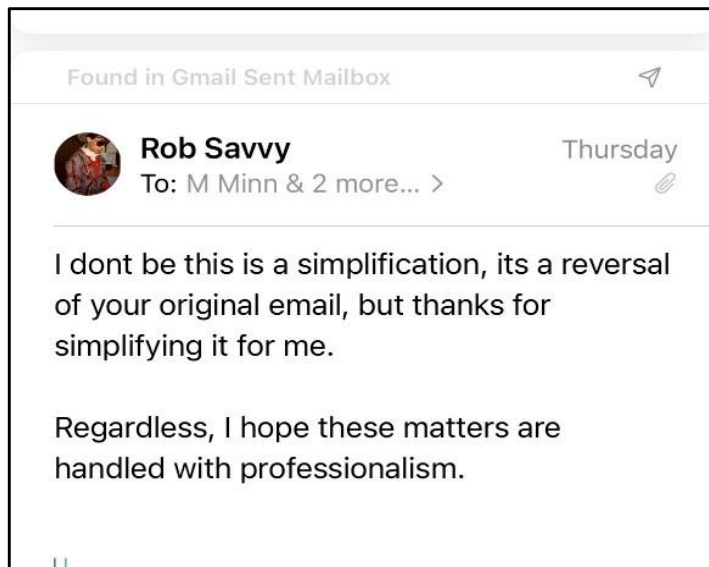 Found in Gmail Sent Mailbox
Rob Savvy
Thursday
To: M Minn & 2 more... >
I dont be this is a simplification, its a reversal
of your original email, but thanks for
simplifying it for me.
Regardless, I hope these matters are
handled with professionalism.